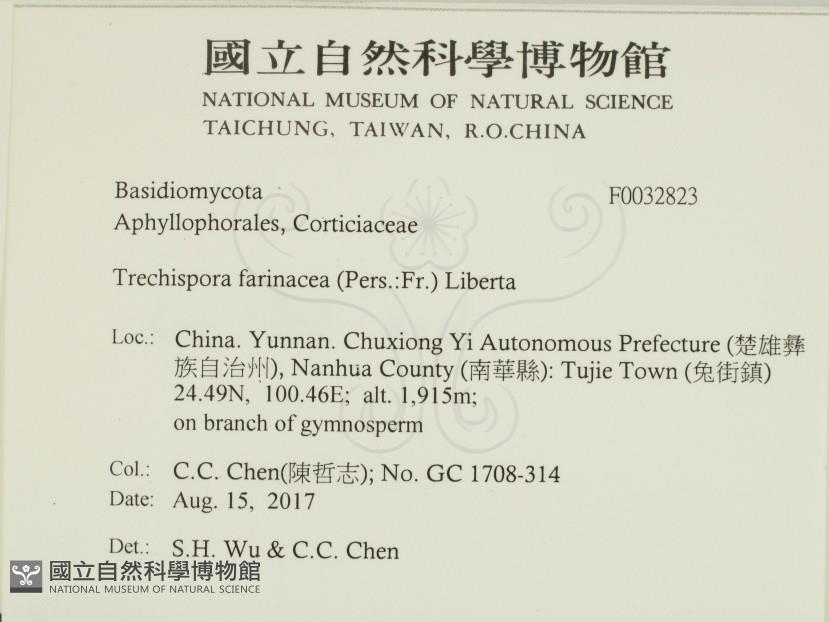 國立自然科學博物館
NATIONAL MUSEUM OF NATURAL SCIENCE
TAICHUNG, TAIWAN, R.O.CHINA
Basidiomycota F0032823
Aphyllophorales, Corticiaceae
Trechispora farinacea (Pers.:Fr.) Liberta
Loc.: China. Yunnan. Chuxiong Yi Autonomous Prefecture (楚雄彝
族自治州), Nanhua County (南華縣): Tujie Town (兔街鎮)
24.49N, 100.46E; alt. 1,915m;
on branch of gymnosperm
Col.: C.C. Chen(陳哲志); No. GC 1708-314
Date: Aug. 15, 2017
Det.: S.H. Wu & C.C. Chen
國立自然科學博物館
NATIONAL MUSEUM OF NATURAL SCIENCE